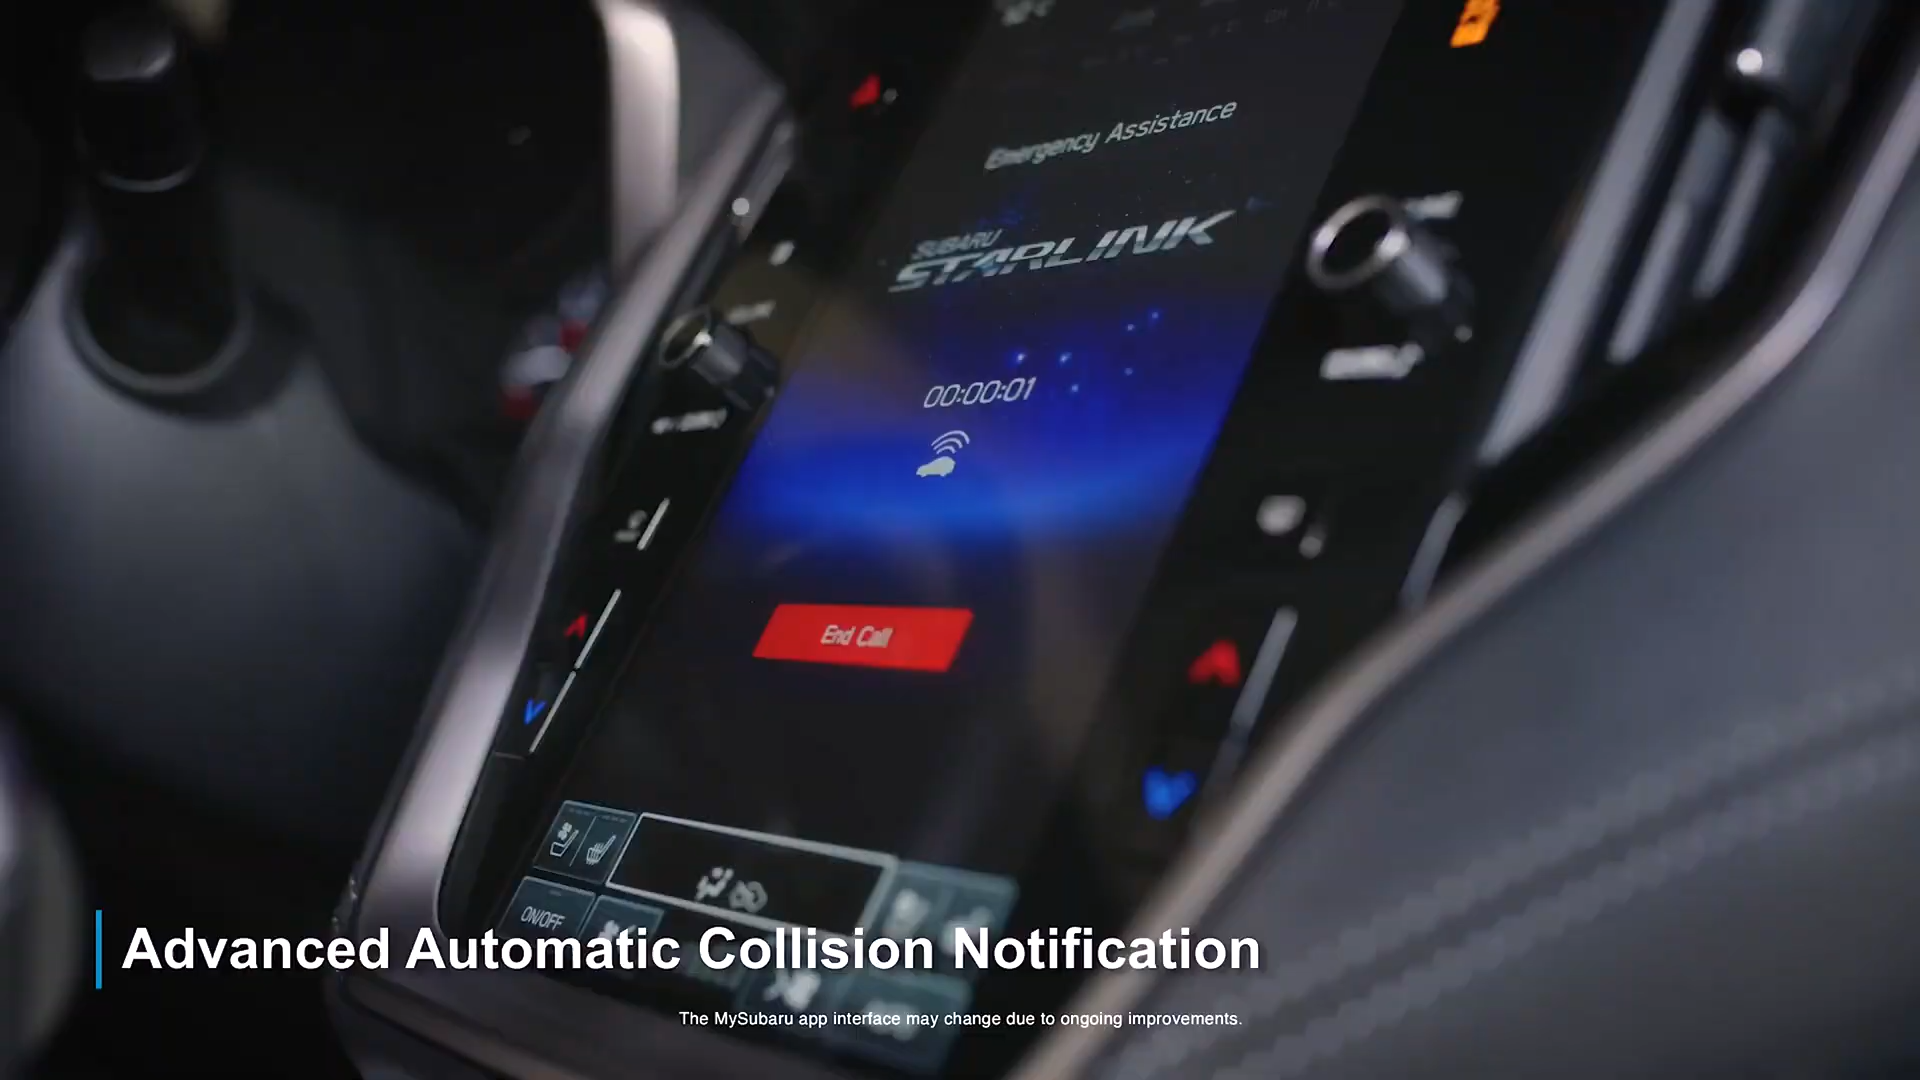 Emergency Assistance
SUBARU
STARLINK
00:00:01
End Call
ON/OFF
Advanced Automatic Collision Notification
The MySubaru app interface may change due to ongoing improvements.